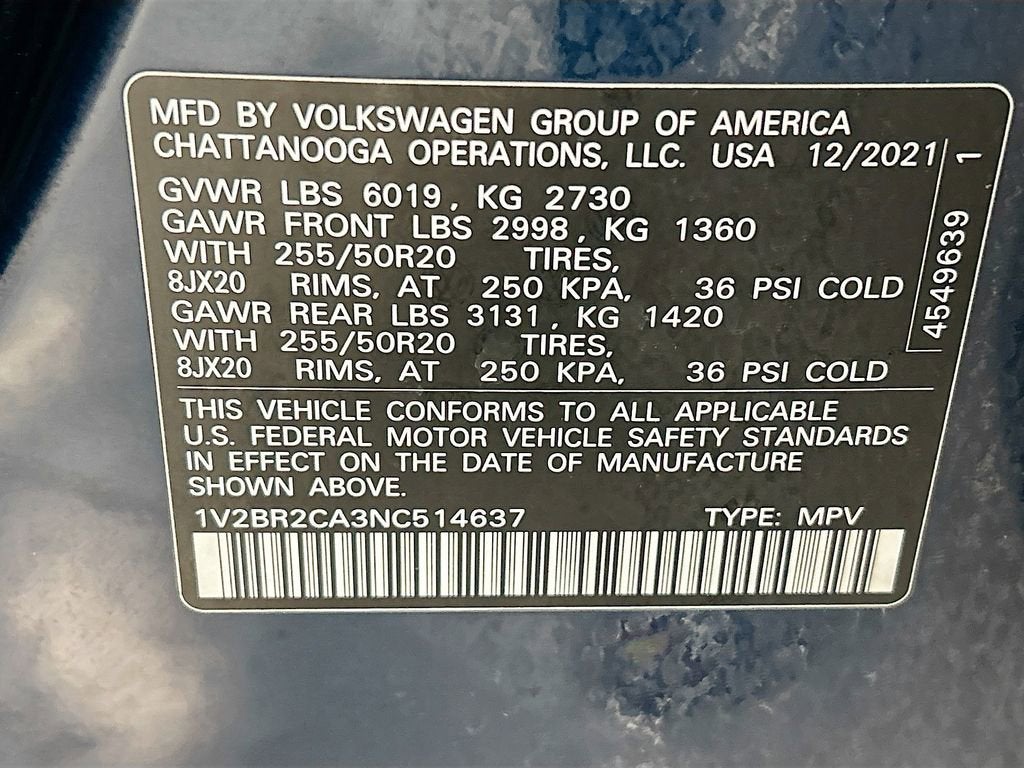 MFD BY VOLKSWAGEN GROUP OF AMERICA
CHATTANOOGA OPERATIONS, LLC. USA 12/2021
GVWR LBS 6019, KG 2730
GAWR FRONT LBS 2998, KG 1360
WITH 255/50R20 TIRES,
8JX20 RIMS, AT 250 KPA, 36 PSI COLD
GAWR REAR LBS 3131, KG 1420
WITH 255/50R20 TIRES,
8JX20 RIMS, AT 250 KPA, 36 PSI COLD
THIS VEHICLE CONFORMS TO ALL APPLICABLE
U.S. FEDERAL MOTOR VEHICLE SAFETY STANDARDS
IN EFFECT ON THE DATE OF MANUFACTURE
SHOWN ABOVE.
1V2BR2CA3NC514637 TYPE: MPV
4549639 1